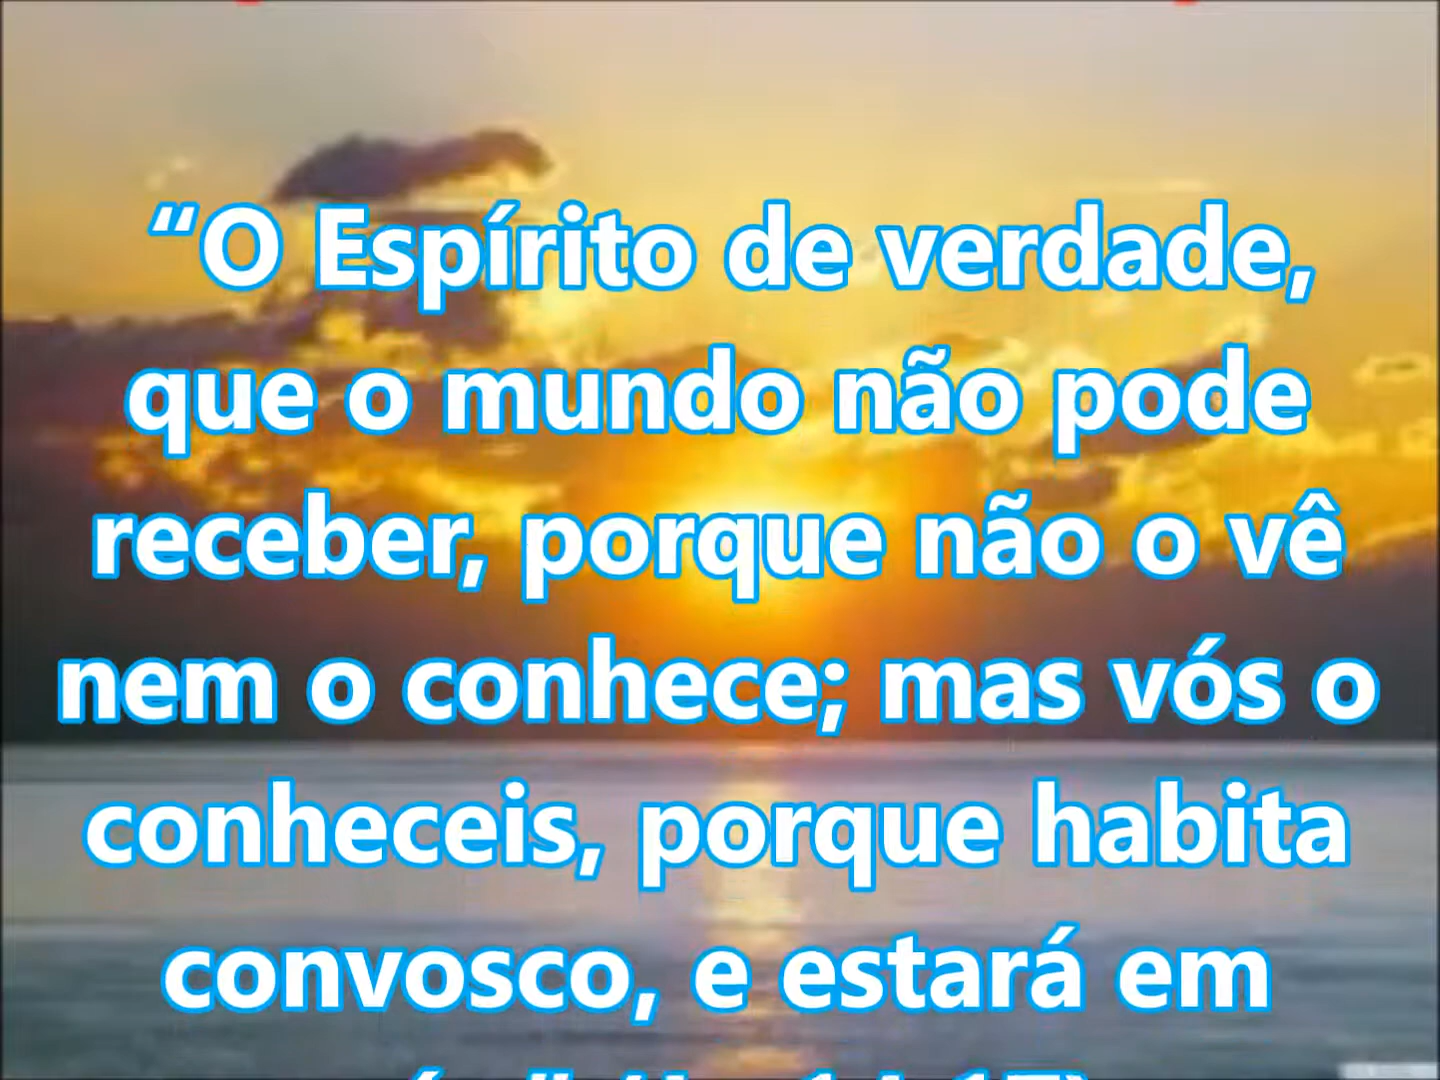 “O Espírito de verdade,
que o mundo não pode
receber, porque não o vê
nem o conhece; mas vós o
conheceis, porque habita
convosco, e estará em